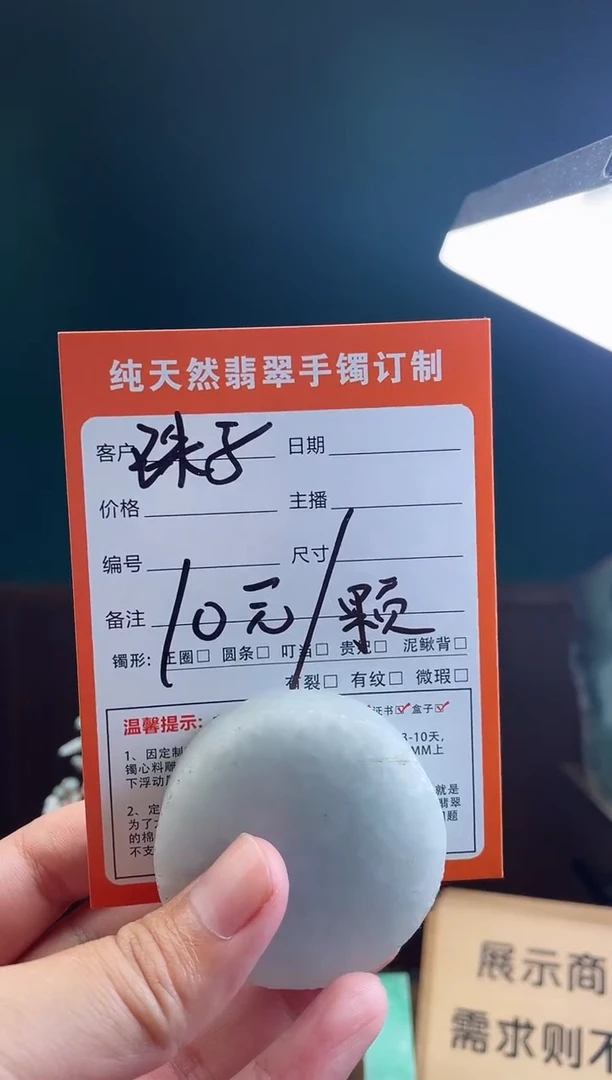 纯天然翡翠手镯订制
客户 珠子 日期
价格 主播
编号 尺寸
10元/颗
备注
镯形: 正圈□ 圆条□ 叮当□ 贵妃□ 泥鳅背□
有裂□ 有纹□ 微瑕□
温馨提示:
证书☑ 盒子☑
1、因定制
3-10天,
镯心料雕
MM上
下浮动
2、定
就是
为了
翡翠
的棉
问题
不支
展示商
需求则不